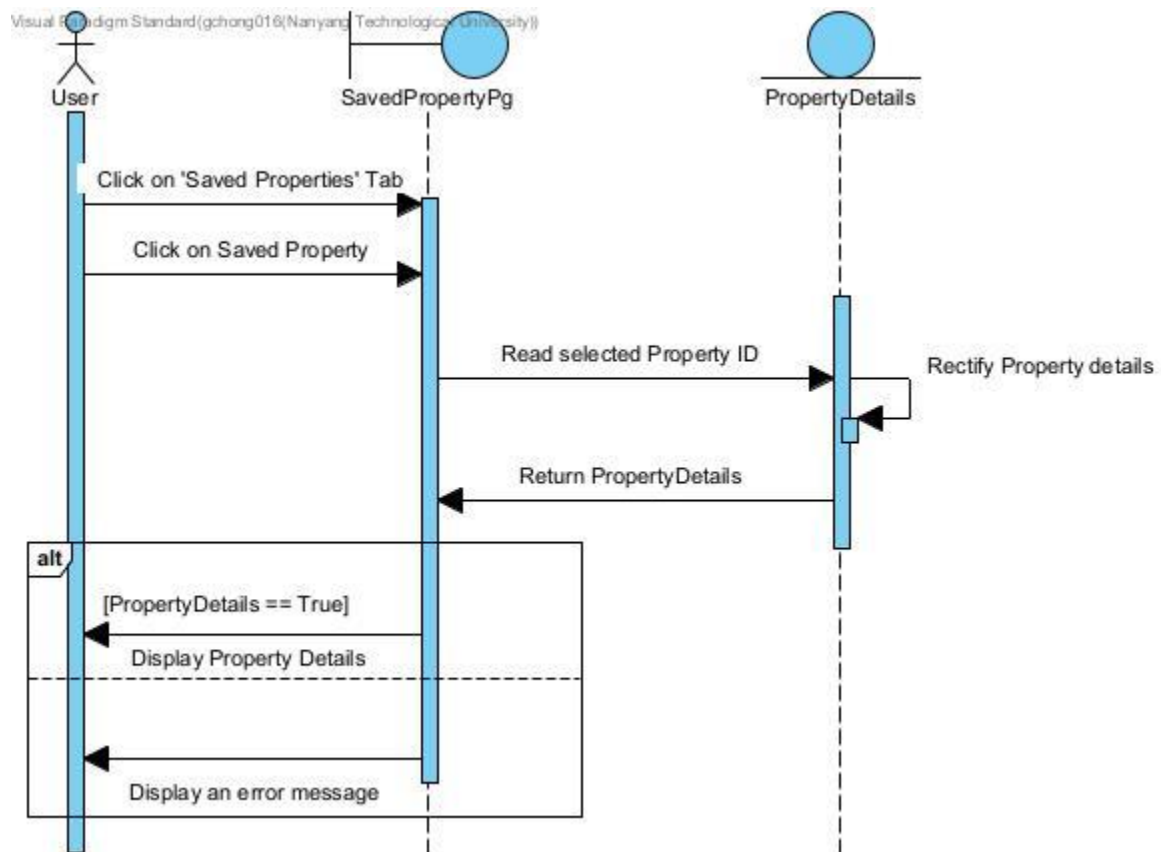 Visual Paradigm Standard(gchong016(Nanyang Technological University))
User
SavedPropertyPg
PropertyDetails
Click on 'Saved Properties' Tab
Click on Saved Property
Read selected Property ID
Rectify Property details
Return PropertyDetails
alt
[PropertyDetails == True]
Display Property Details
Display an error message